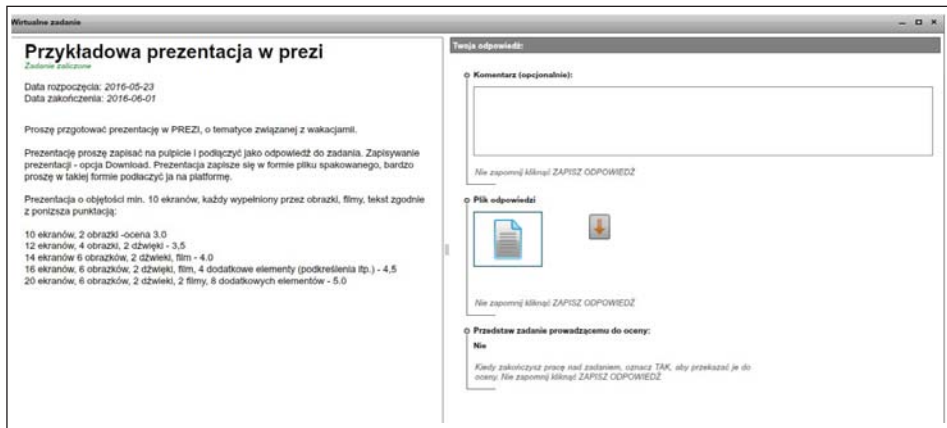 Wirtualne zadanie
Przykładowa prezentacja w prezi
Zadanie zaliczone
Data rozpoczęcia: 2016-05-23
Data zakończenia: 2016-06-01
Proszę przgotować prezentację w PREZI, o tematyce związanej z wakacjamii.
Prezentację proszę zapisać na pulpicie i podłączyć jako odpowiedź do zadania. Zapisywanie
prezentacji - opcja Download. Prezentacja zapisze się w formie pliku spakowanego, bardzo
proszę w takiej formie podłaczyć ja na platformę.
Prezentacja o objętości min. 10 ekranów, każdy wypełniony przez obrazki, filmy, tekst zgodnie
z ponizsza punktacją:
10 ekranów, 2 obrazki -ocena 3.0
12 ekranów, 4 obrazki, 2 dźwięki - 3,5
14 ekranów 6 obrazków, 2 dźwieki, film - 4.0
16 ekranów, 6 obrazków, 2 dźwięki, film, 4 dodatkowe elementy (podkreślenia itp.) - 4,5
20 ekranów, 6 obrazków, 2 dźwieki, 2 filmy, 8 dodatkowych elementów - 5.0
Twoja odpowiedź:
Komentarz (opcjonalnie):
Nie zapomnij kliknąć ZAPISZ ODPOWIEDŹ
Plik odpowiedzi
Nie zapomnij kliknąć ZAPISZ ODPOWIEDŹ
Przedstaw zadanie prowadzącemu do oceny:
Nie
Kiedy zakończysz pracę nad zadaniem, oznacz TAK, aby przekazać je do
oceny. Nie zapomnij kliknąć ZAPISZ ODPOWIEDŹ